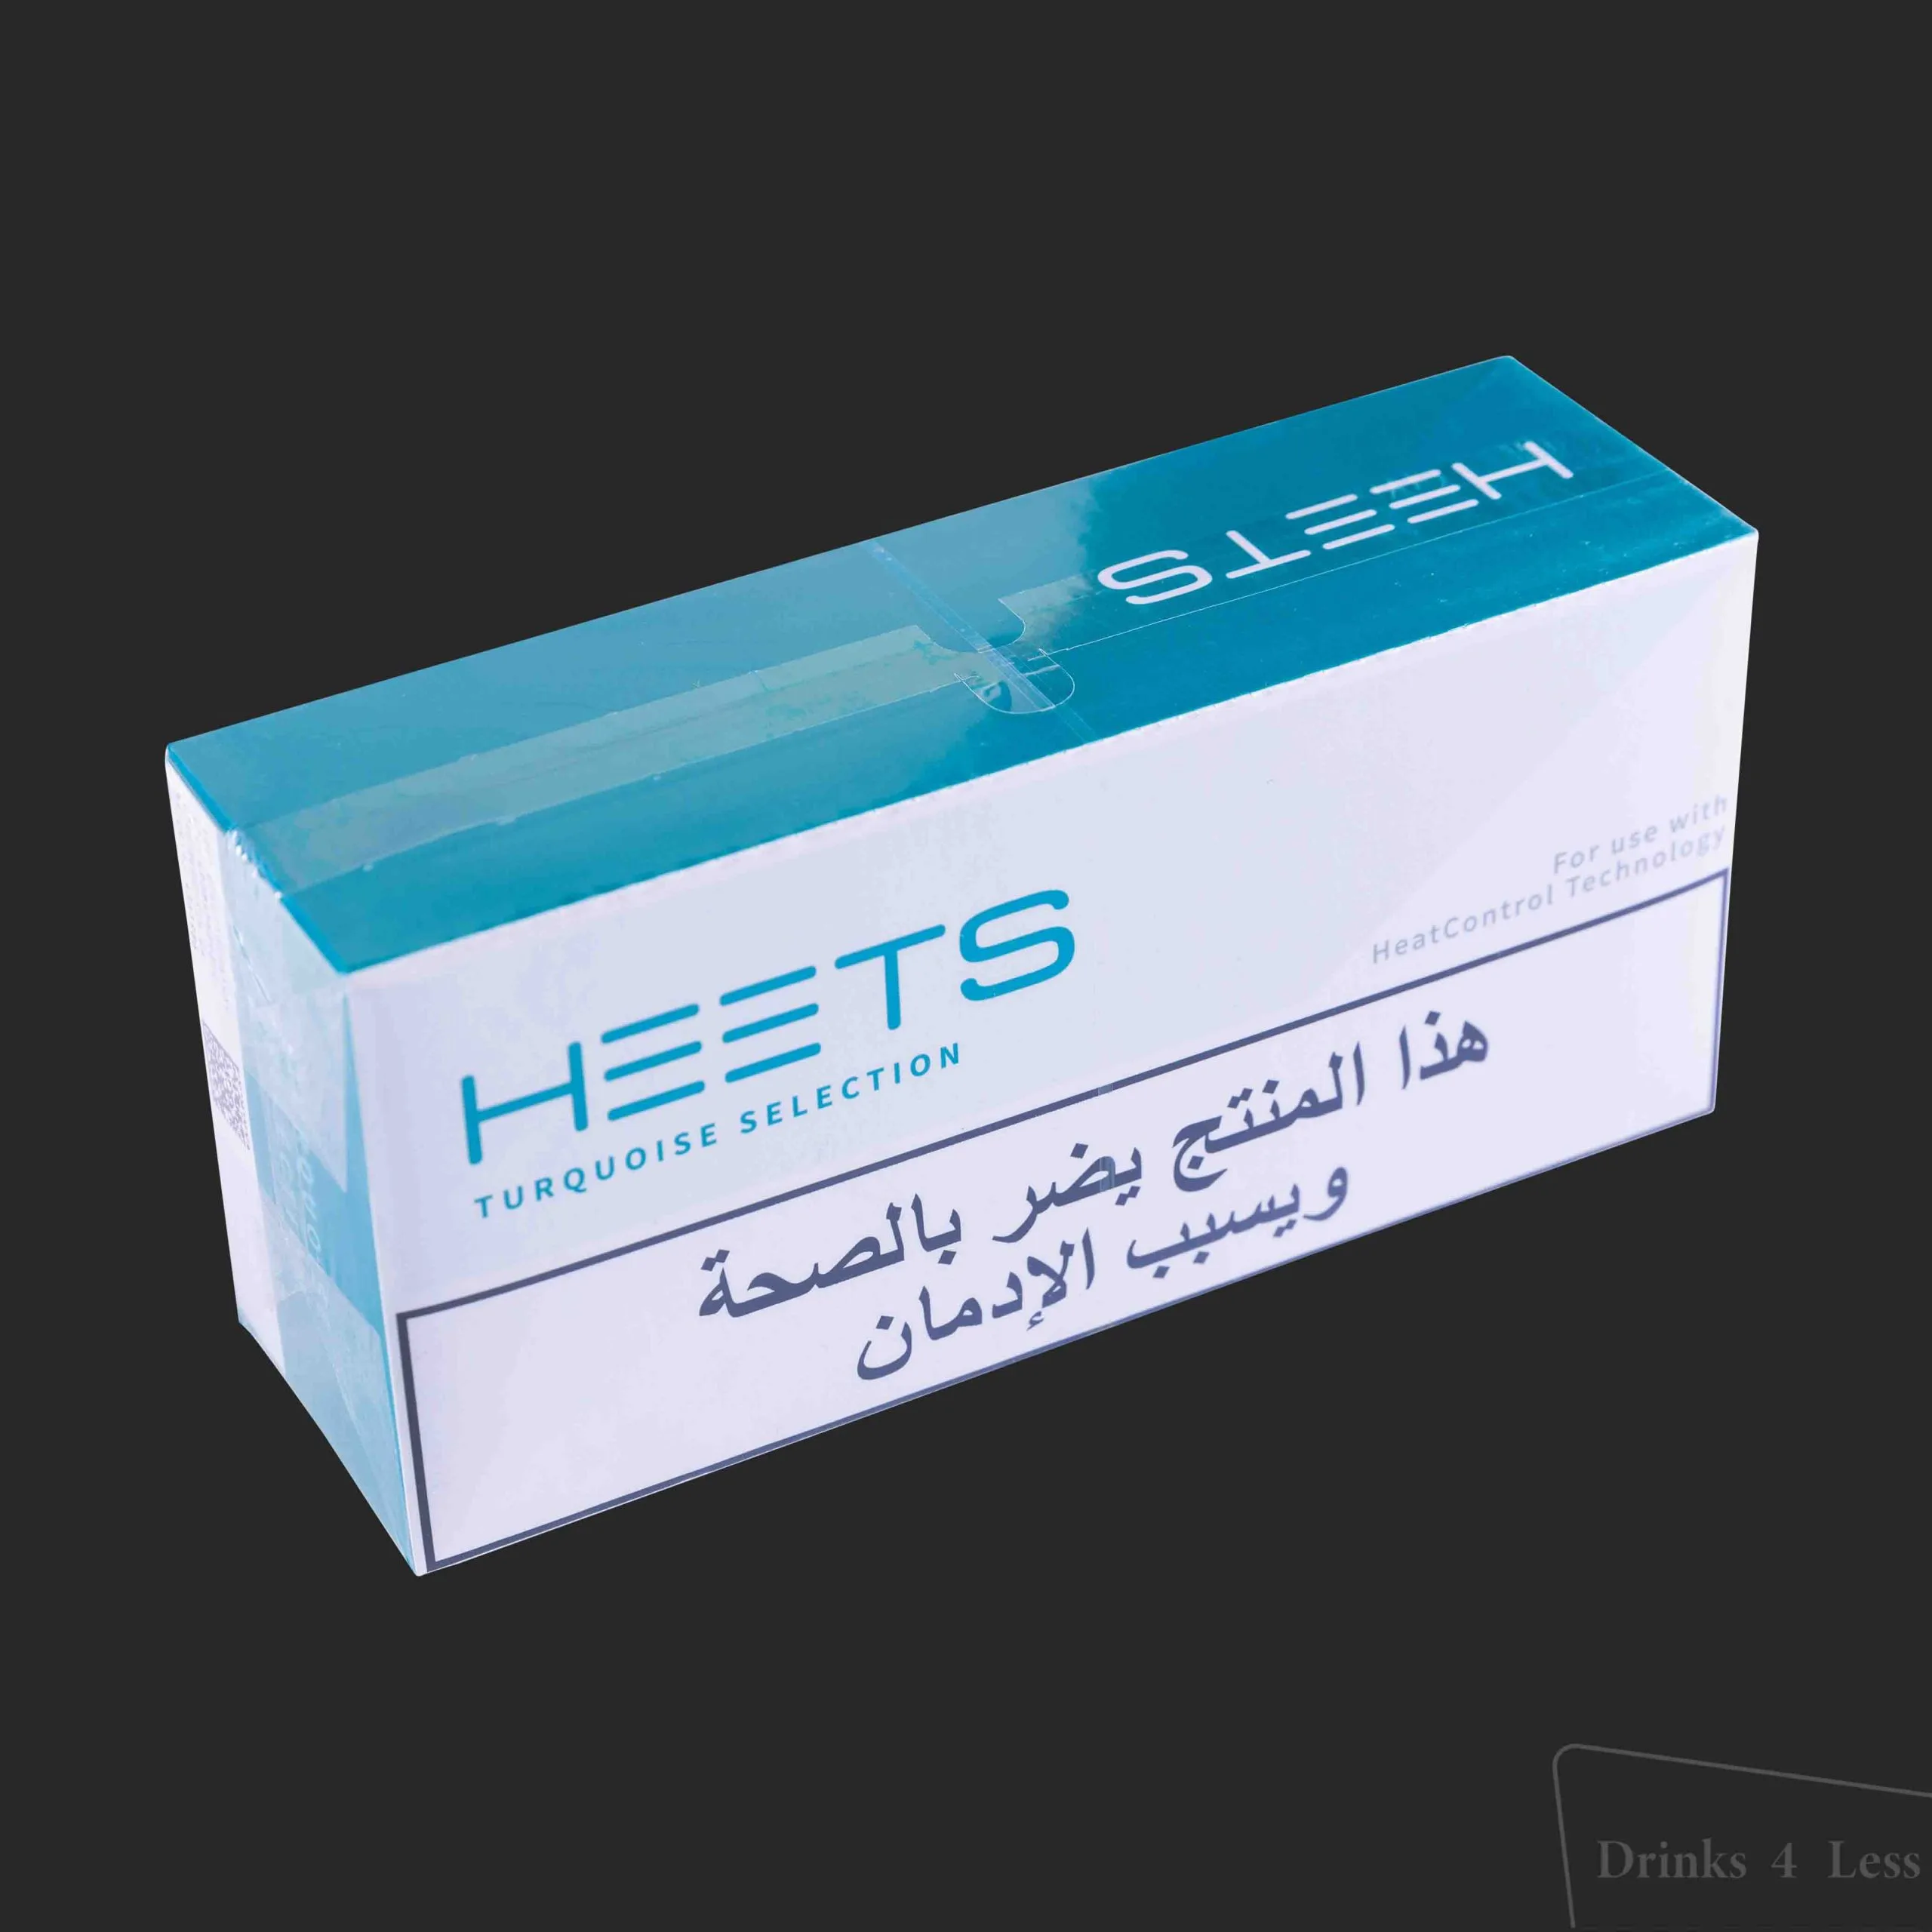 HEETS
HEETS
TURQUOISE SELECTION
For use with
HeatControl Technology
هذا المنتج يضر بالصحة
ويسبب الإدمان
Drinks 4 Less